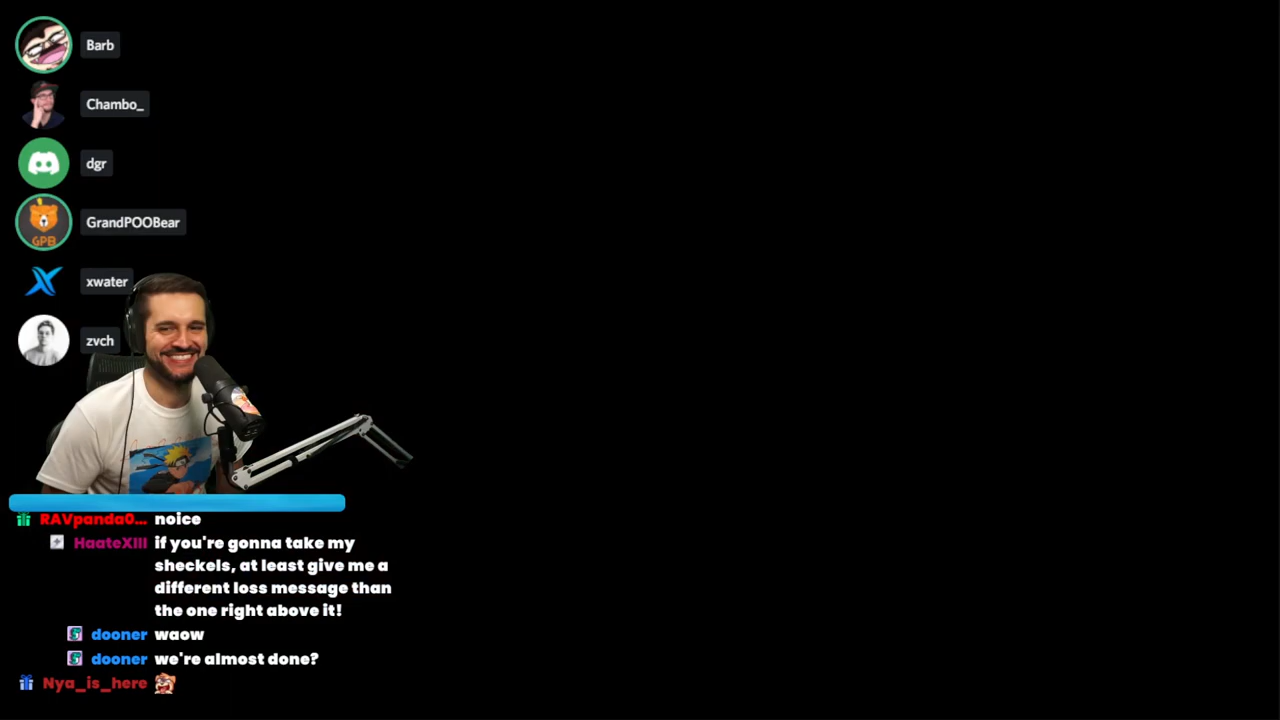 Barb
Chambo_
dgr
GrandPOOBear
GPB
xwater
zvch
RAVpanda0... noice
HaateXIII if you're gonna take my
sheckels, at least give me a
different loss message than
the one right above it!
dooner waow
dooner we're almost done?
Nya_is_here